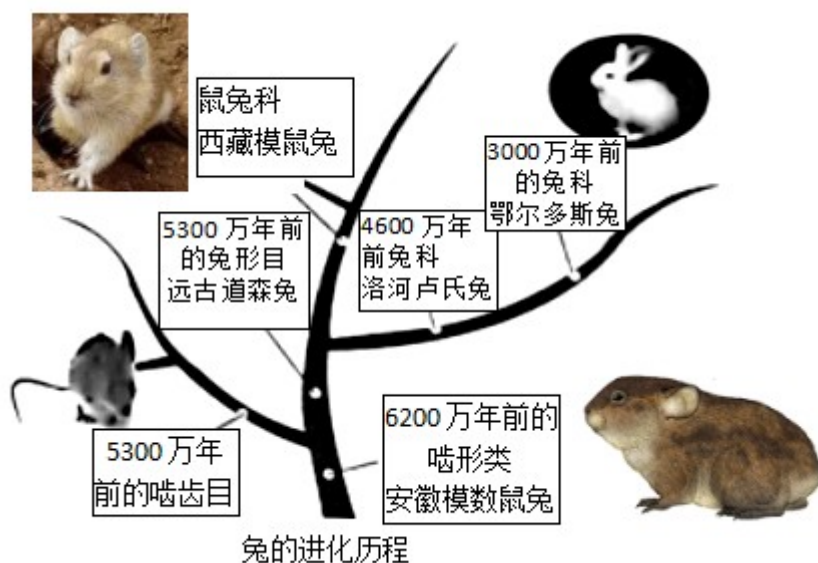 鼠兔科
西藏模鼠兔
3000万年前
的兔科
鄂尔多斯兔
5300万年前
的兔形目
远古道森兔
4600万年
前兔科
洛河卢氏兔
5300万年
前的啮齿目
6200万年前的
啮形类
安徽模数鼠兔
兔的进化历程